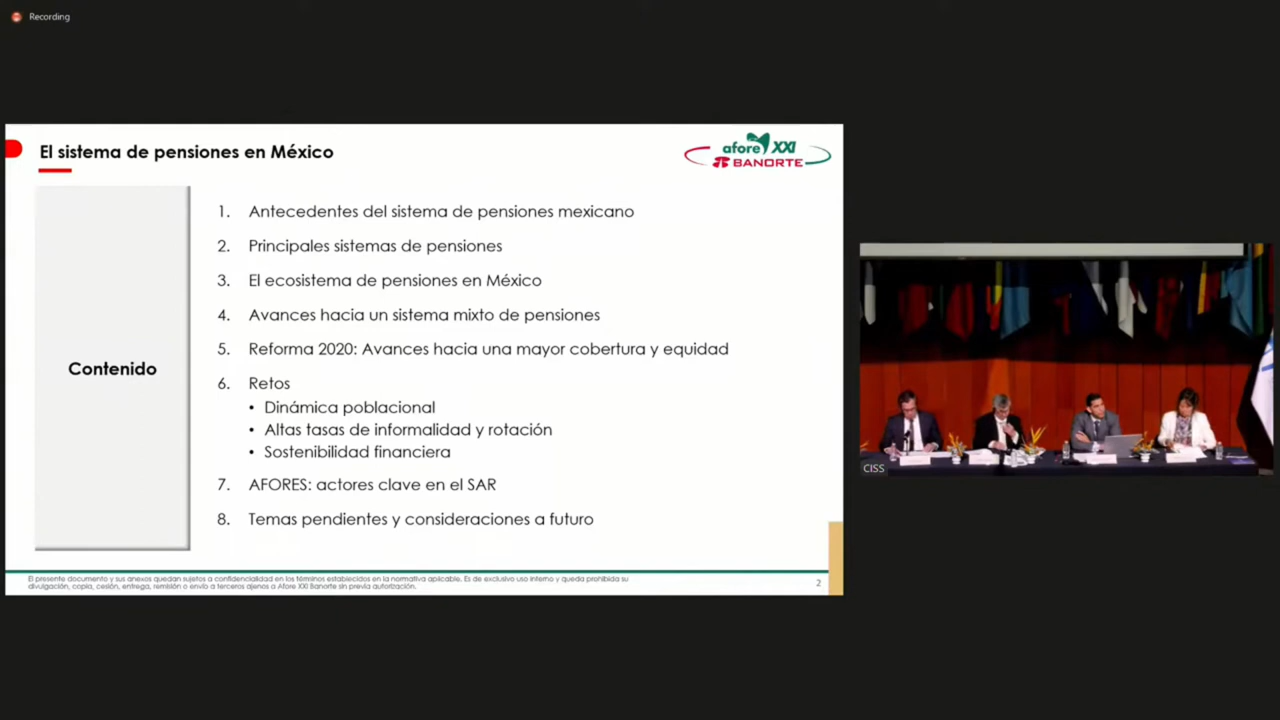 Recording
El sistema de pensiones en México
afore XXI
BANORTE
Contenido
1. Antecedentes del sistema de pensiones mexicano
2. Principales sistemas de pensiones
3. El ecosistema de pensiones en México
4. Avances hacia un sistema mixto de pensiones
5. Reforma 2020: Avances hacia una mayor cobertura y equidad
6. Retos
• Dinámica poblacional
• Altas tasas de informalidad y rotación
• Sostenibilidad financiera
7. AFORES: actores clave en el SAR
8. Temas pendientes y consideraciones a futuro
El presente documento y sus anexos quedan sujetos a confidencialidad en los términos establecidos en la normativa aplicable. Es de exclusivo uso interno y queda prohibida su
divulgación, copia, cesión, entrega, remisión o envío a terceros ajenos a Afore XXI Banorte sin previa autorización.
2
CISS